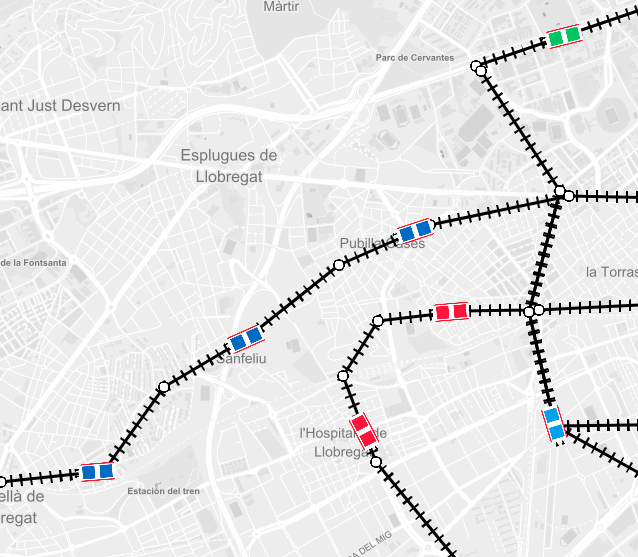 Màrtir
Parc de Cervantes
ant Just Desvern
Esplugues de
Llobregat
Pubilla Cases
de la Fontsanta
la Torras
Sanfeliu
l'Hospitalet de
Llobregat
Estación del tren
ellà de
regat
DA DEL MIG